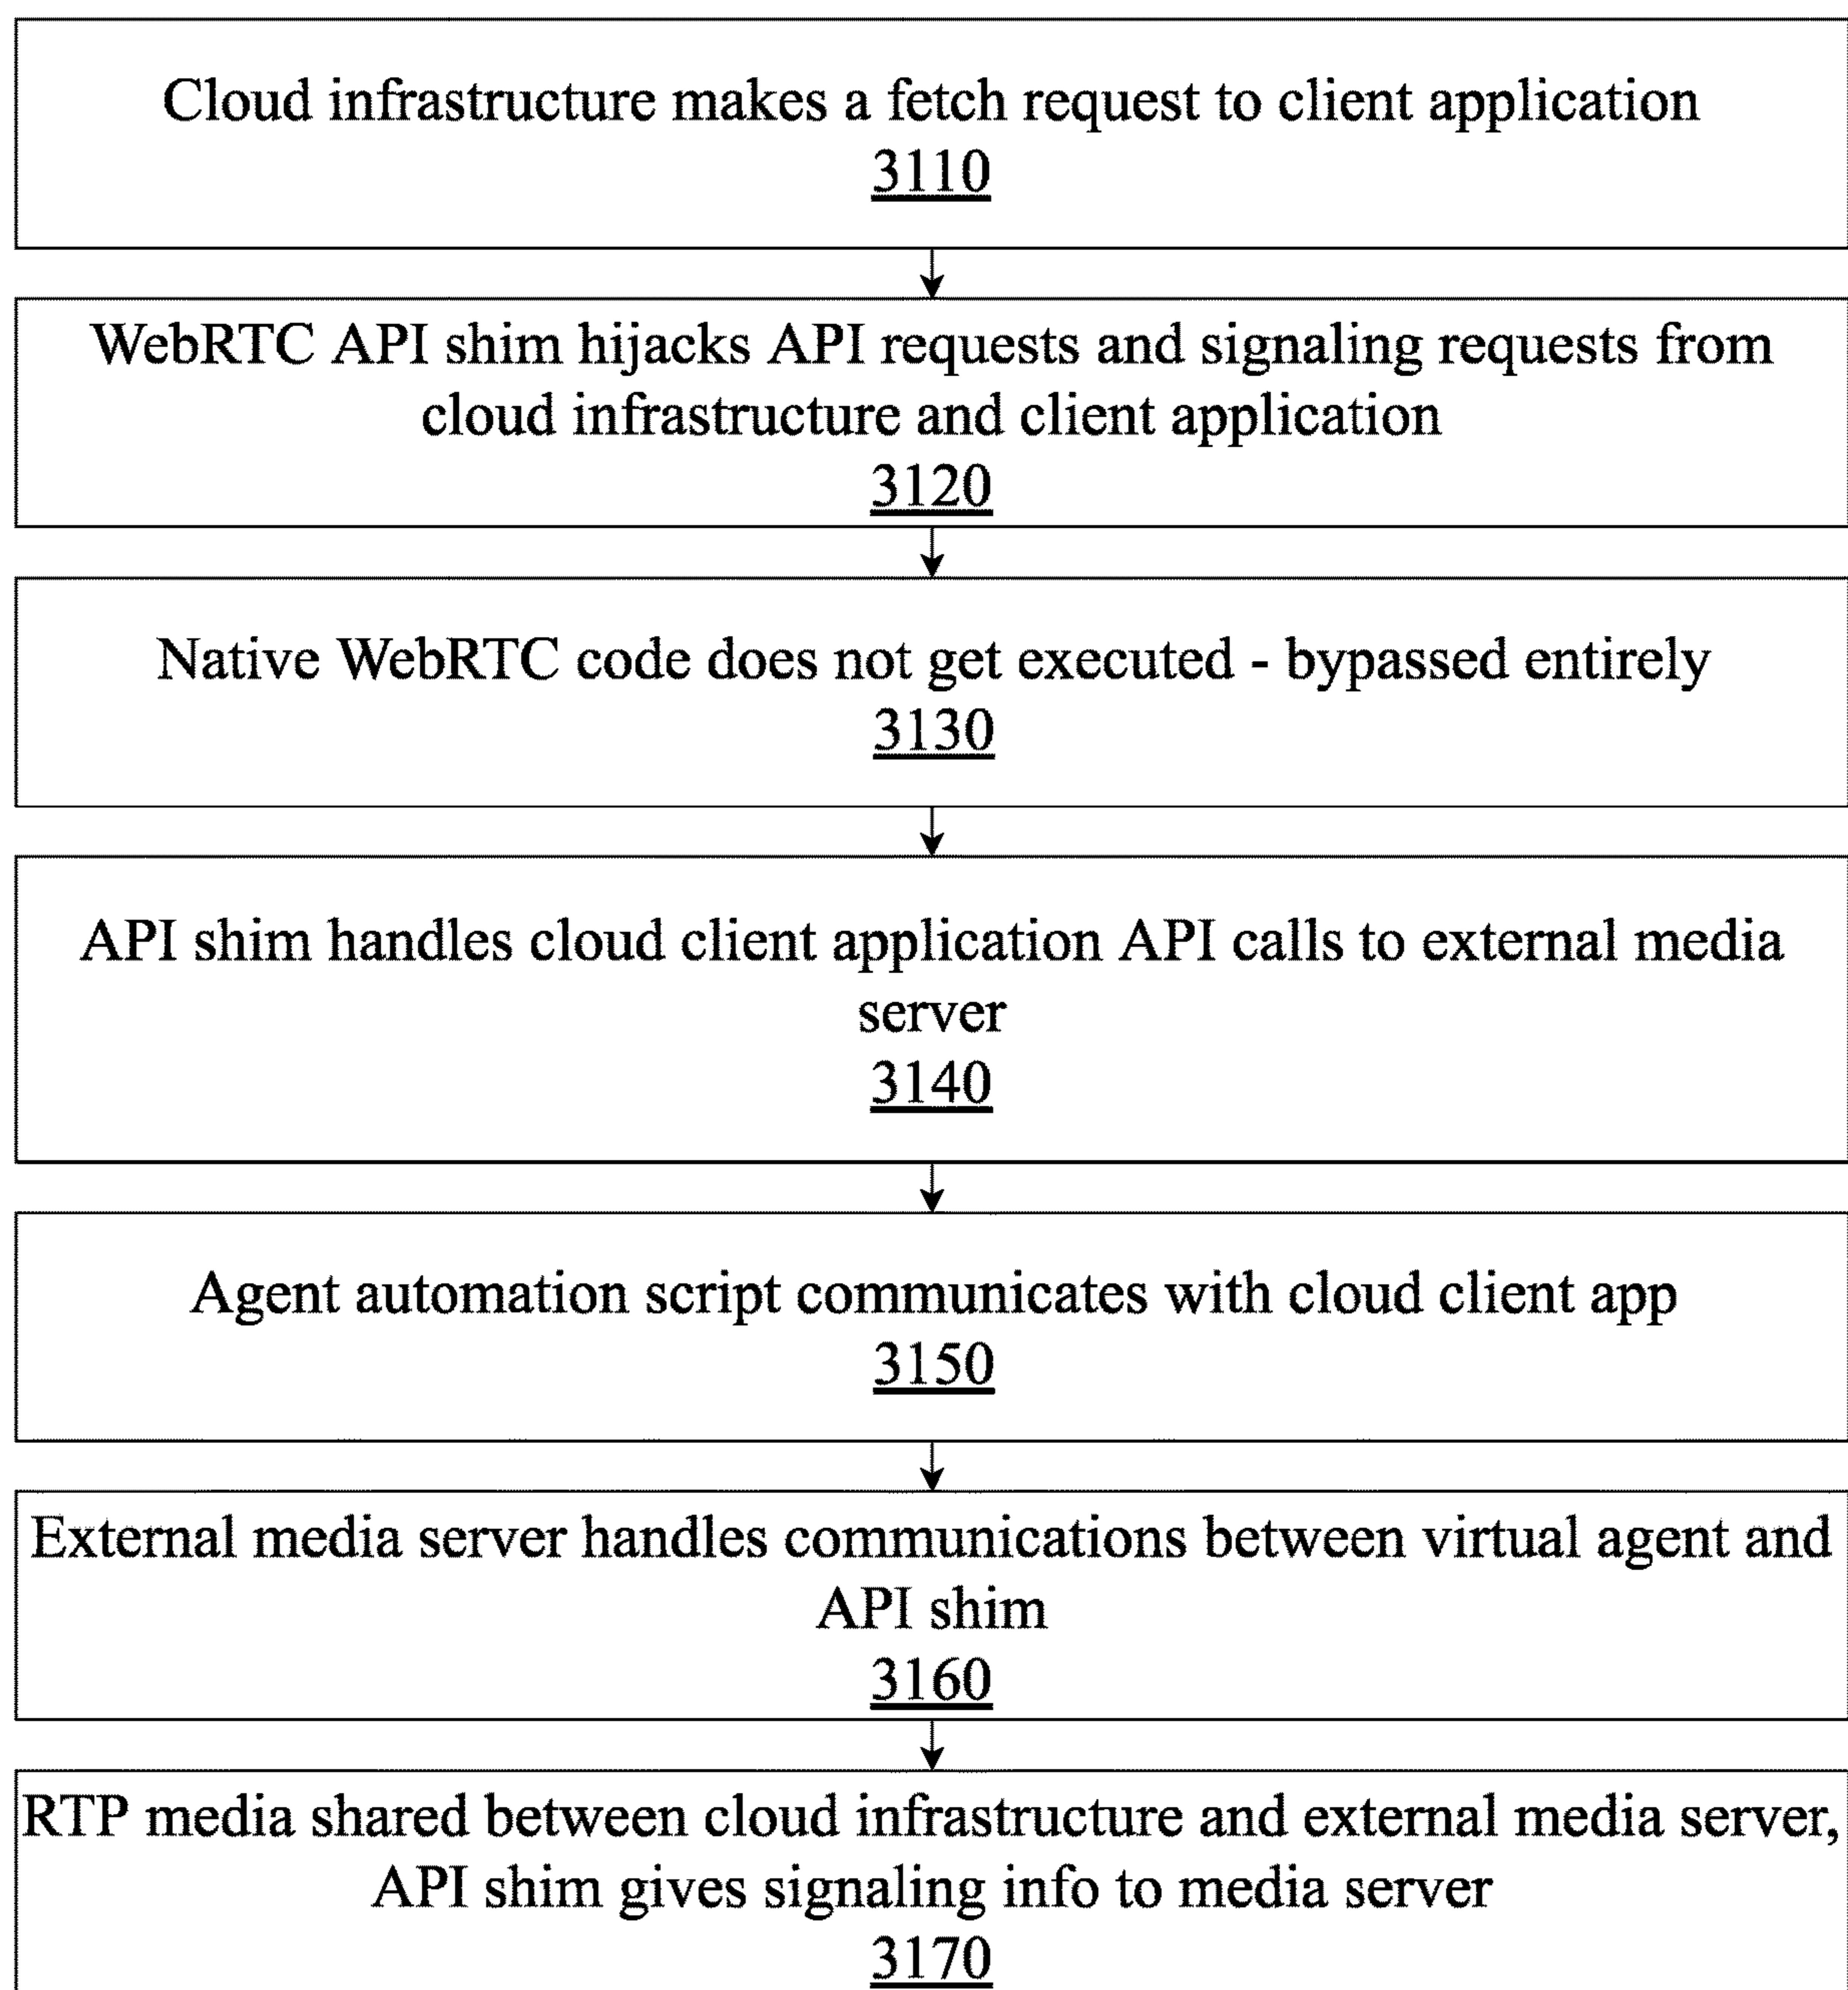 Cloud infrastructure makes a fetch request to client application
3110
WebRTC API shim hijacks API requests and signaling requests from
cloud infrastructure and client application
3120
Native WebRTC code does not get executed - bypassed entirely
3130
API shim handles cloud client application API calls to external media
server
3140
Agent automation script communicates with cloud client app
3150
External media server handles communications between virtual agent and
API shim
3160
RTP media shared between cloud infrastructure and external media server,
API shim gives signaling info to media server
3170